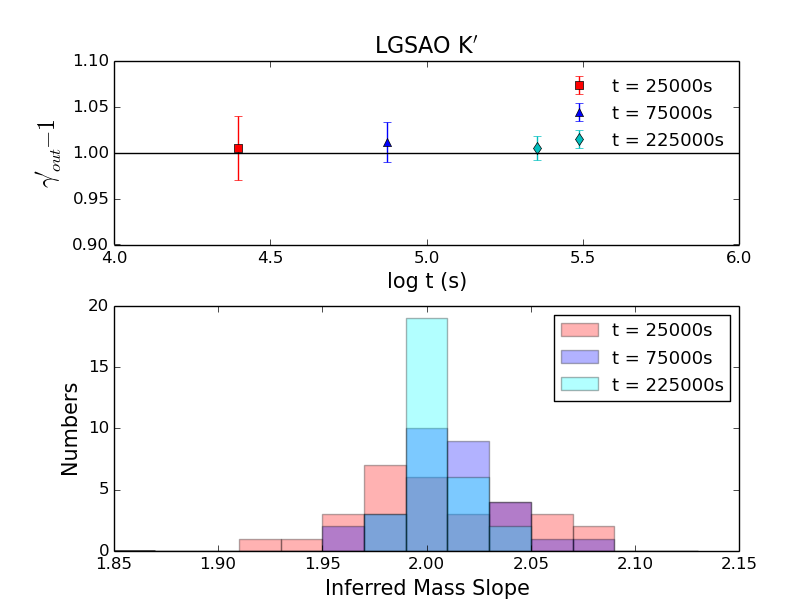 LGSAO K′
1.10
1.05
1.00
0.95
0.90
γ′out−1
t = 25000s
t = 75000s
t = 225000s
4.0 4.5 5.0 5.5 6.0
log t (s)
20
15
10
5
0
Numbers
t = 25000s
t = 75000s
t = 225000s
1.85 1.90 1.95 2.00 2.05 2.10 2.15
Inferred Mass Slope